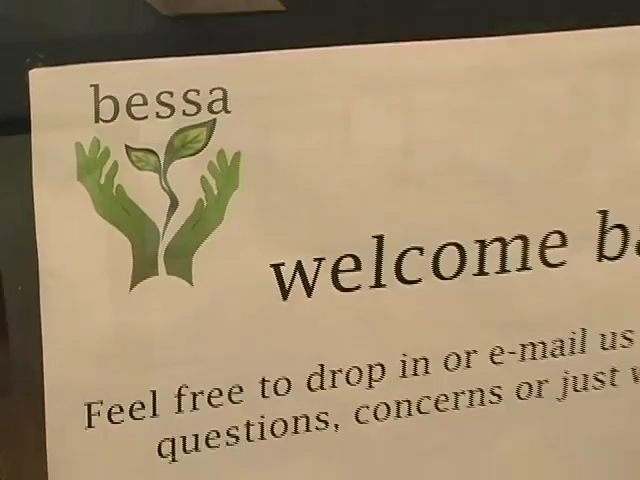 bessa
welcome
Feel free to drop in or e-mail us
questions, concerns or just